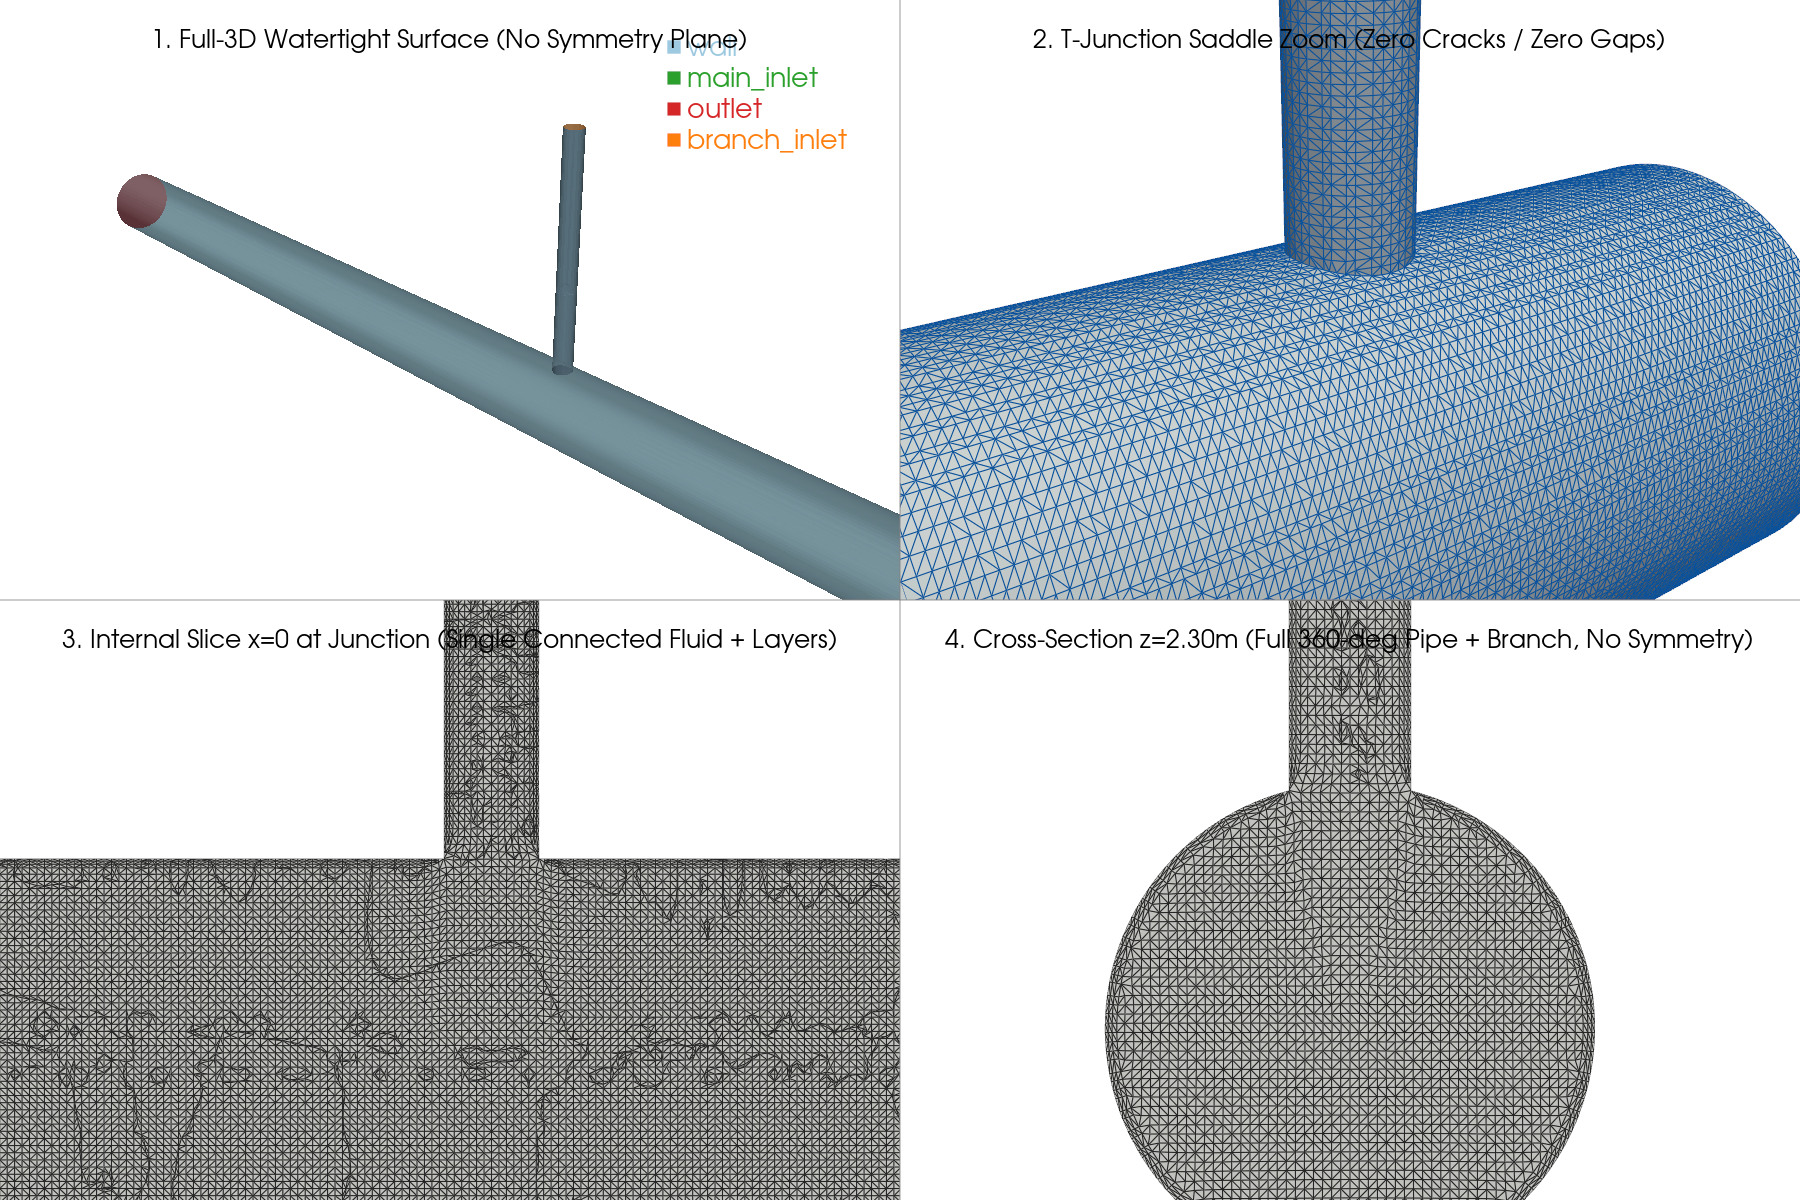 1. Full-3D Watertight Surface (No Symmetry Plane)
wall
main_inlet
outlet
branch_inlet
2. T-Junction Saddle Zoom (Zero Cracks / Zero Gaps)
3. Internal Slice x=0 at Junction (Single Connected Fluid + Layers)
4. Cross-Section z=2.30m (Full 360-deg Pipe + Branch, No Symmetry)